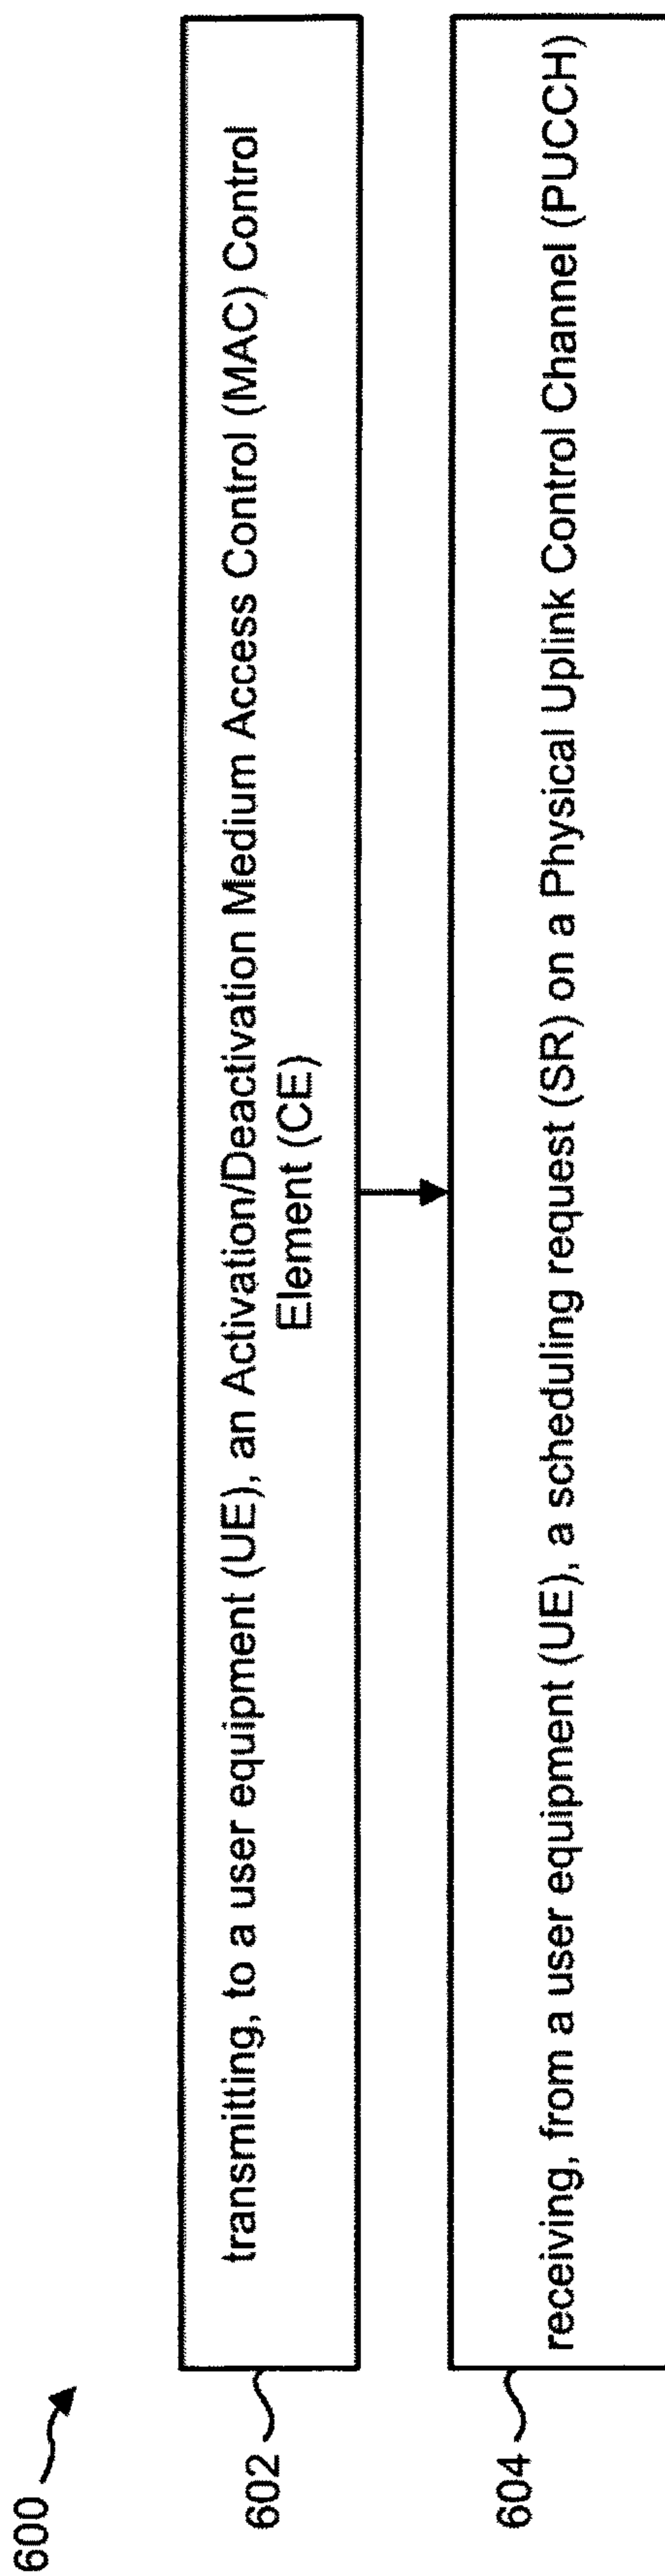 600
602
transmitting, to a user equipment (UE), an Activation/Deactivation Medium Access Control (MAC) Control
Element (CE)
604
receiving, from a user equipment (UE), a scheduling request (SR) on a Physical Uplink Control Channel (PUCCH)